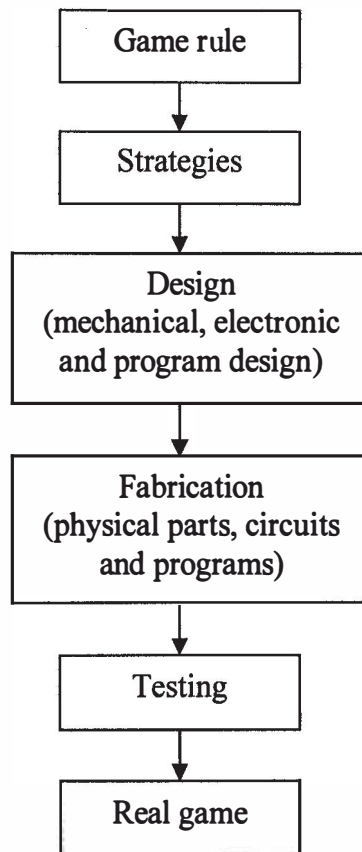 Game rule
Strategies
Design
(mechanical, electronic
and program design)
Fabrication
(physical parts, circuits
and programs)
Testing
Real game